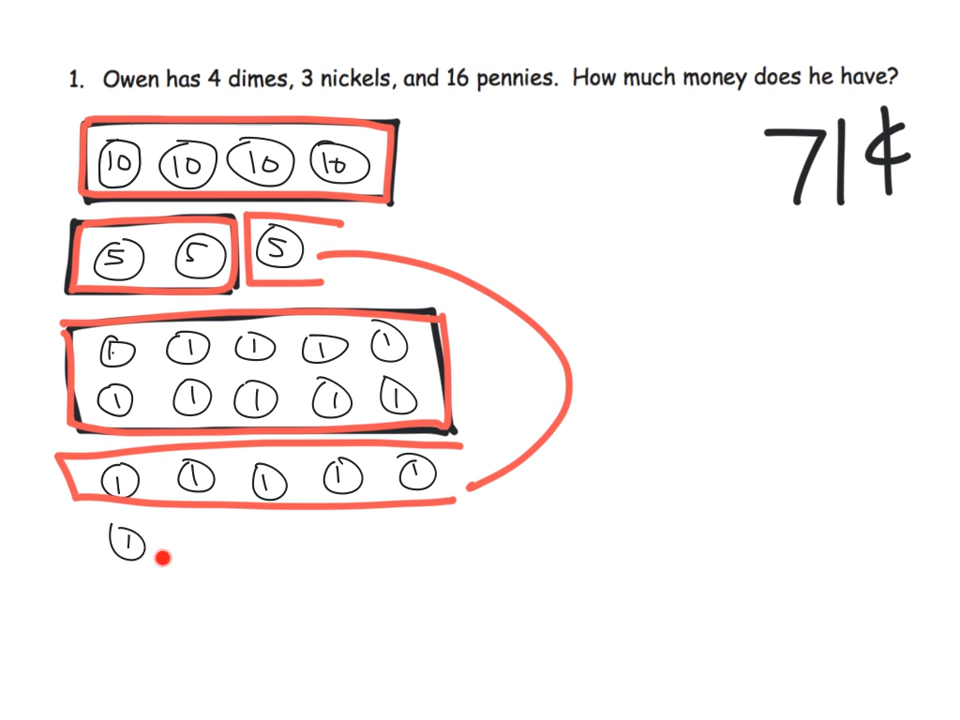 1. Owen has 4 dimes, 3 nickels, and 16 pennies. How much money does he have?
71¢
10 10 10 10
5 5 5
1 1 1 1 1
1 1 1 1 1
1 1 1 1 1
1